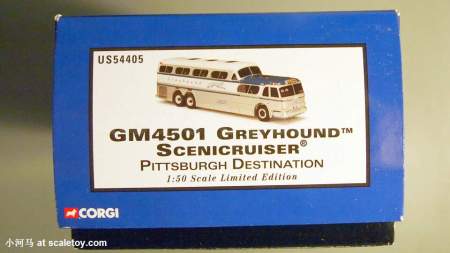 US54405
GM4501 GREYHOUND™
SCENICRUISER®
PITTSBURGH DESTINATION
1:50 Scale Limited Edition
CORGI
小河马 at scaletoy.com